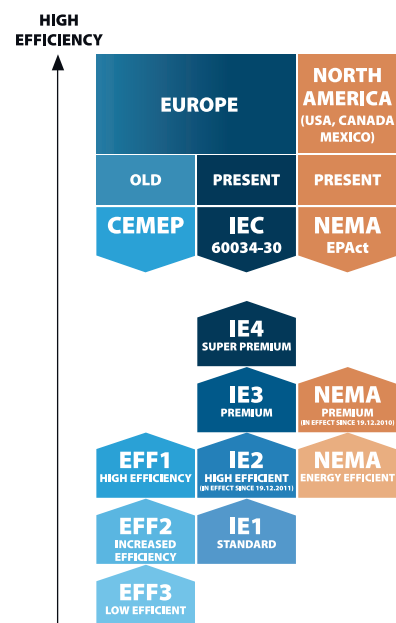 HIGH
EFFICIENCY
EUROPE
NORTH
AMERICA
(USA, CANADA
MEXICO)
OLD
PRESENT
PRESENT
CEMEP
IEC
60034-30
NEMA
EPAct
IE4
SUPER PREMIUM
IE3
PREMIUM
NEMA
PREMIUM
(IN EFFECT SINCE 19.12.2010)
EFF1
HIGH EFFICIENCY
IE2
HIGH EFFICIENT
(IN EFFECT SINCE 19.12.2011)
NEMA
ENERGY EFFICIENT
EFF2
INCREASED
EFFICIENCY
IE1
STANDARD
EFF3
LOW EFFICIENT